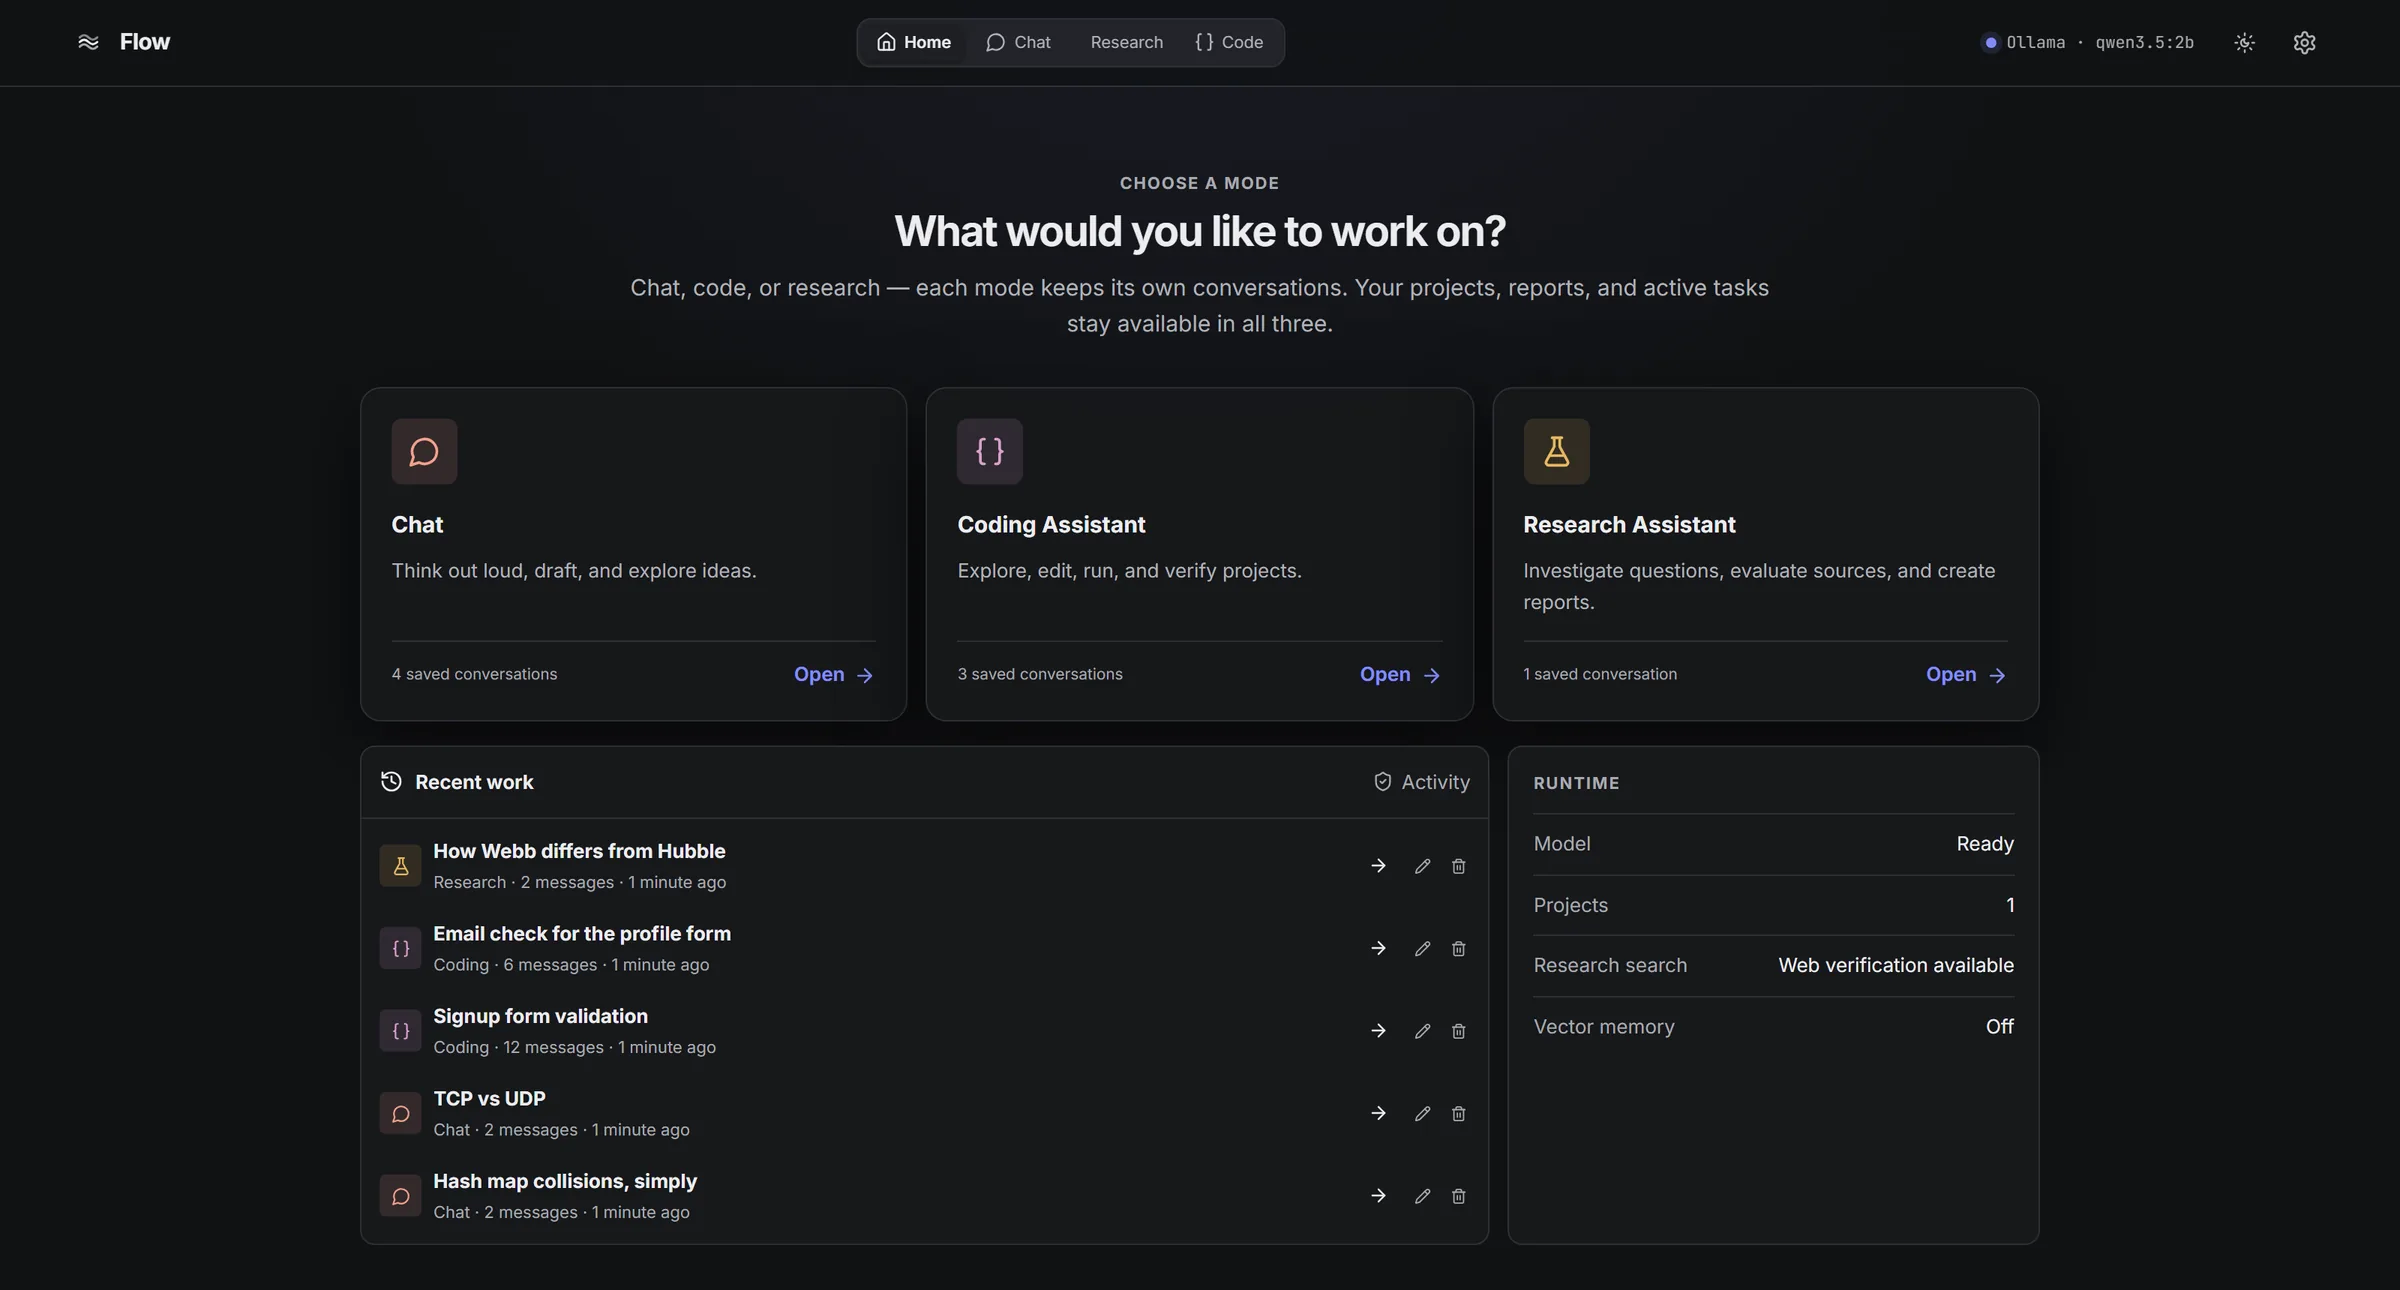 Flow
Home
Chat
Research
Code
Ollama · qwen3.5:2b
CHOOSE A MODE
What would you like to work on?
Chat, code, or research — each mode keeps its own conversations. Your projects, reports, and active tasks
stay available in all three.
Chat
Think out loud, draft, and explore ideas.
4 saved conversations
Open
Coding Assistant
Explore, edit, run, and verify projects.
3 saved conversations
Open
Research Assistant
Investigate questions, evaluate sources, and create
reports.
1 saved conversation
Open
Recent work
Activity
How Webb differs from Hubble
Research · 2 messages · 1 minute ago
Email check for the profile form
Coding · 6 messages · 1 minute ago
Signup form validation
Coding · 12 messages · 1 minute ago
TCP vs UDP
Chat · 2 messages · 1 minute ago
Hash map collisions, simply
Chat · 2 messages · 1 minute ago
RUNTIME
Model Ready
Projects 1
Research search Web verification available
Vector memory Off